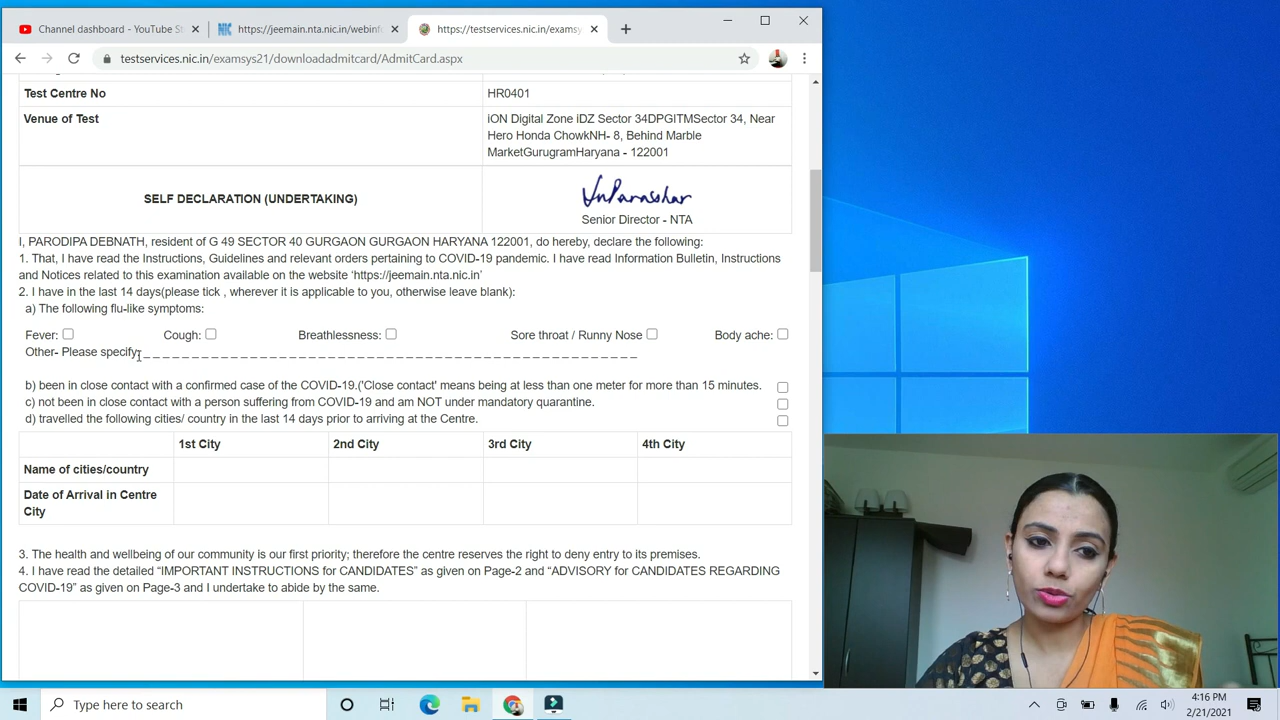 Channel dashboard - YouTube St
https://jeemain.nta.nic.in/webinfo
https://testservices.nic.in/examsy
testservices.nic.in/examsys21/downloadadmitcard/AdmitCard.aspx
Test Centre No
HR0401
Venue of Test
iON Digital Zone iDZ Sector 34DPGITMSector 34, Near
Hero Honda ChowkNH- 8, Behind Marble
MarketGurugramHaryana - 122001
SELF DECLARATION (UNDERTAKING)
Senior Director - NTA
I, PARODIPA DEBNATH, resident of G 49 SECTOR 40 GURGAON GURGAON HARYANA 122001, do hereby, declare the following:
1. That, I have read the Instructions, Guidelines and relevant orders pertaining to COVID-19 pandemic. I have read Information Bulletin, Instructions
and Notices related to this examination available on the website ‘https://jeemain.nta.nic.in’
2. I have in the last 14 days(please tick , wherever it is applicable to you, otherwise leave blank):
a) The following flu-like symptoms:
Fever: Cough: Breathlessness: Sore throat / Runny Nose Body ache:
Other- Please specify: _ _ _ _ _ _ _ _ _ _ _ _ _ _ _ _ _ _ _ _ _ _ _ _ _ _ _ _ _ _ _ _ _ _ _ _ _ _ _ _ _ _ _ _ _ _ _ _ _ _ _
b) been in close contact with a confirmed case of the COVID-19.('Close contact' means being at less than one meter for more than 15 minutes.
c) not been in close contact with a person suffering from COVID-19 and am NOT under mandatory quarantine.
d) travelled the following cities/ country in the last 14 days prior to arriving at the Centre.
1st City 2nd City 3rd City 4th City
Name of cities/country
Date of Arrival in Centre
City
3. The health and wellbeing of our community is our first priority; therefore the centre reserves the right to deny entry to its premises.
4. I have read the detailed “IMPORTANT INSTRUCTIONS for CANDIDATES” as given on Page-2 and “ADVISORY for CANDIDATES REGARDING
COVID-19” as given on Page-3 and I undertake to abide by the same.
Type here to search
4:16 PM
2/21/2021